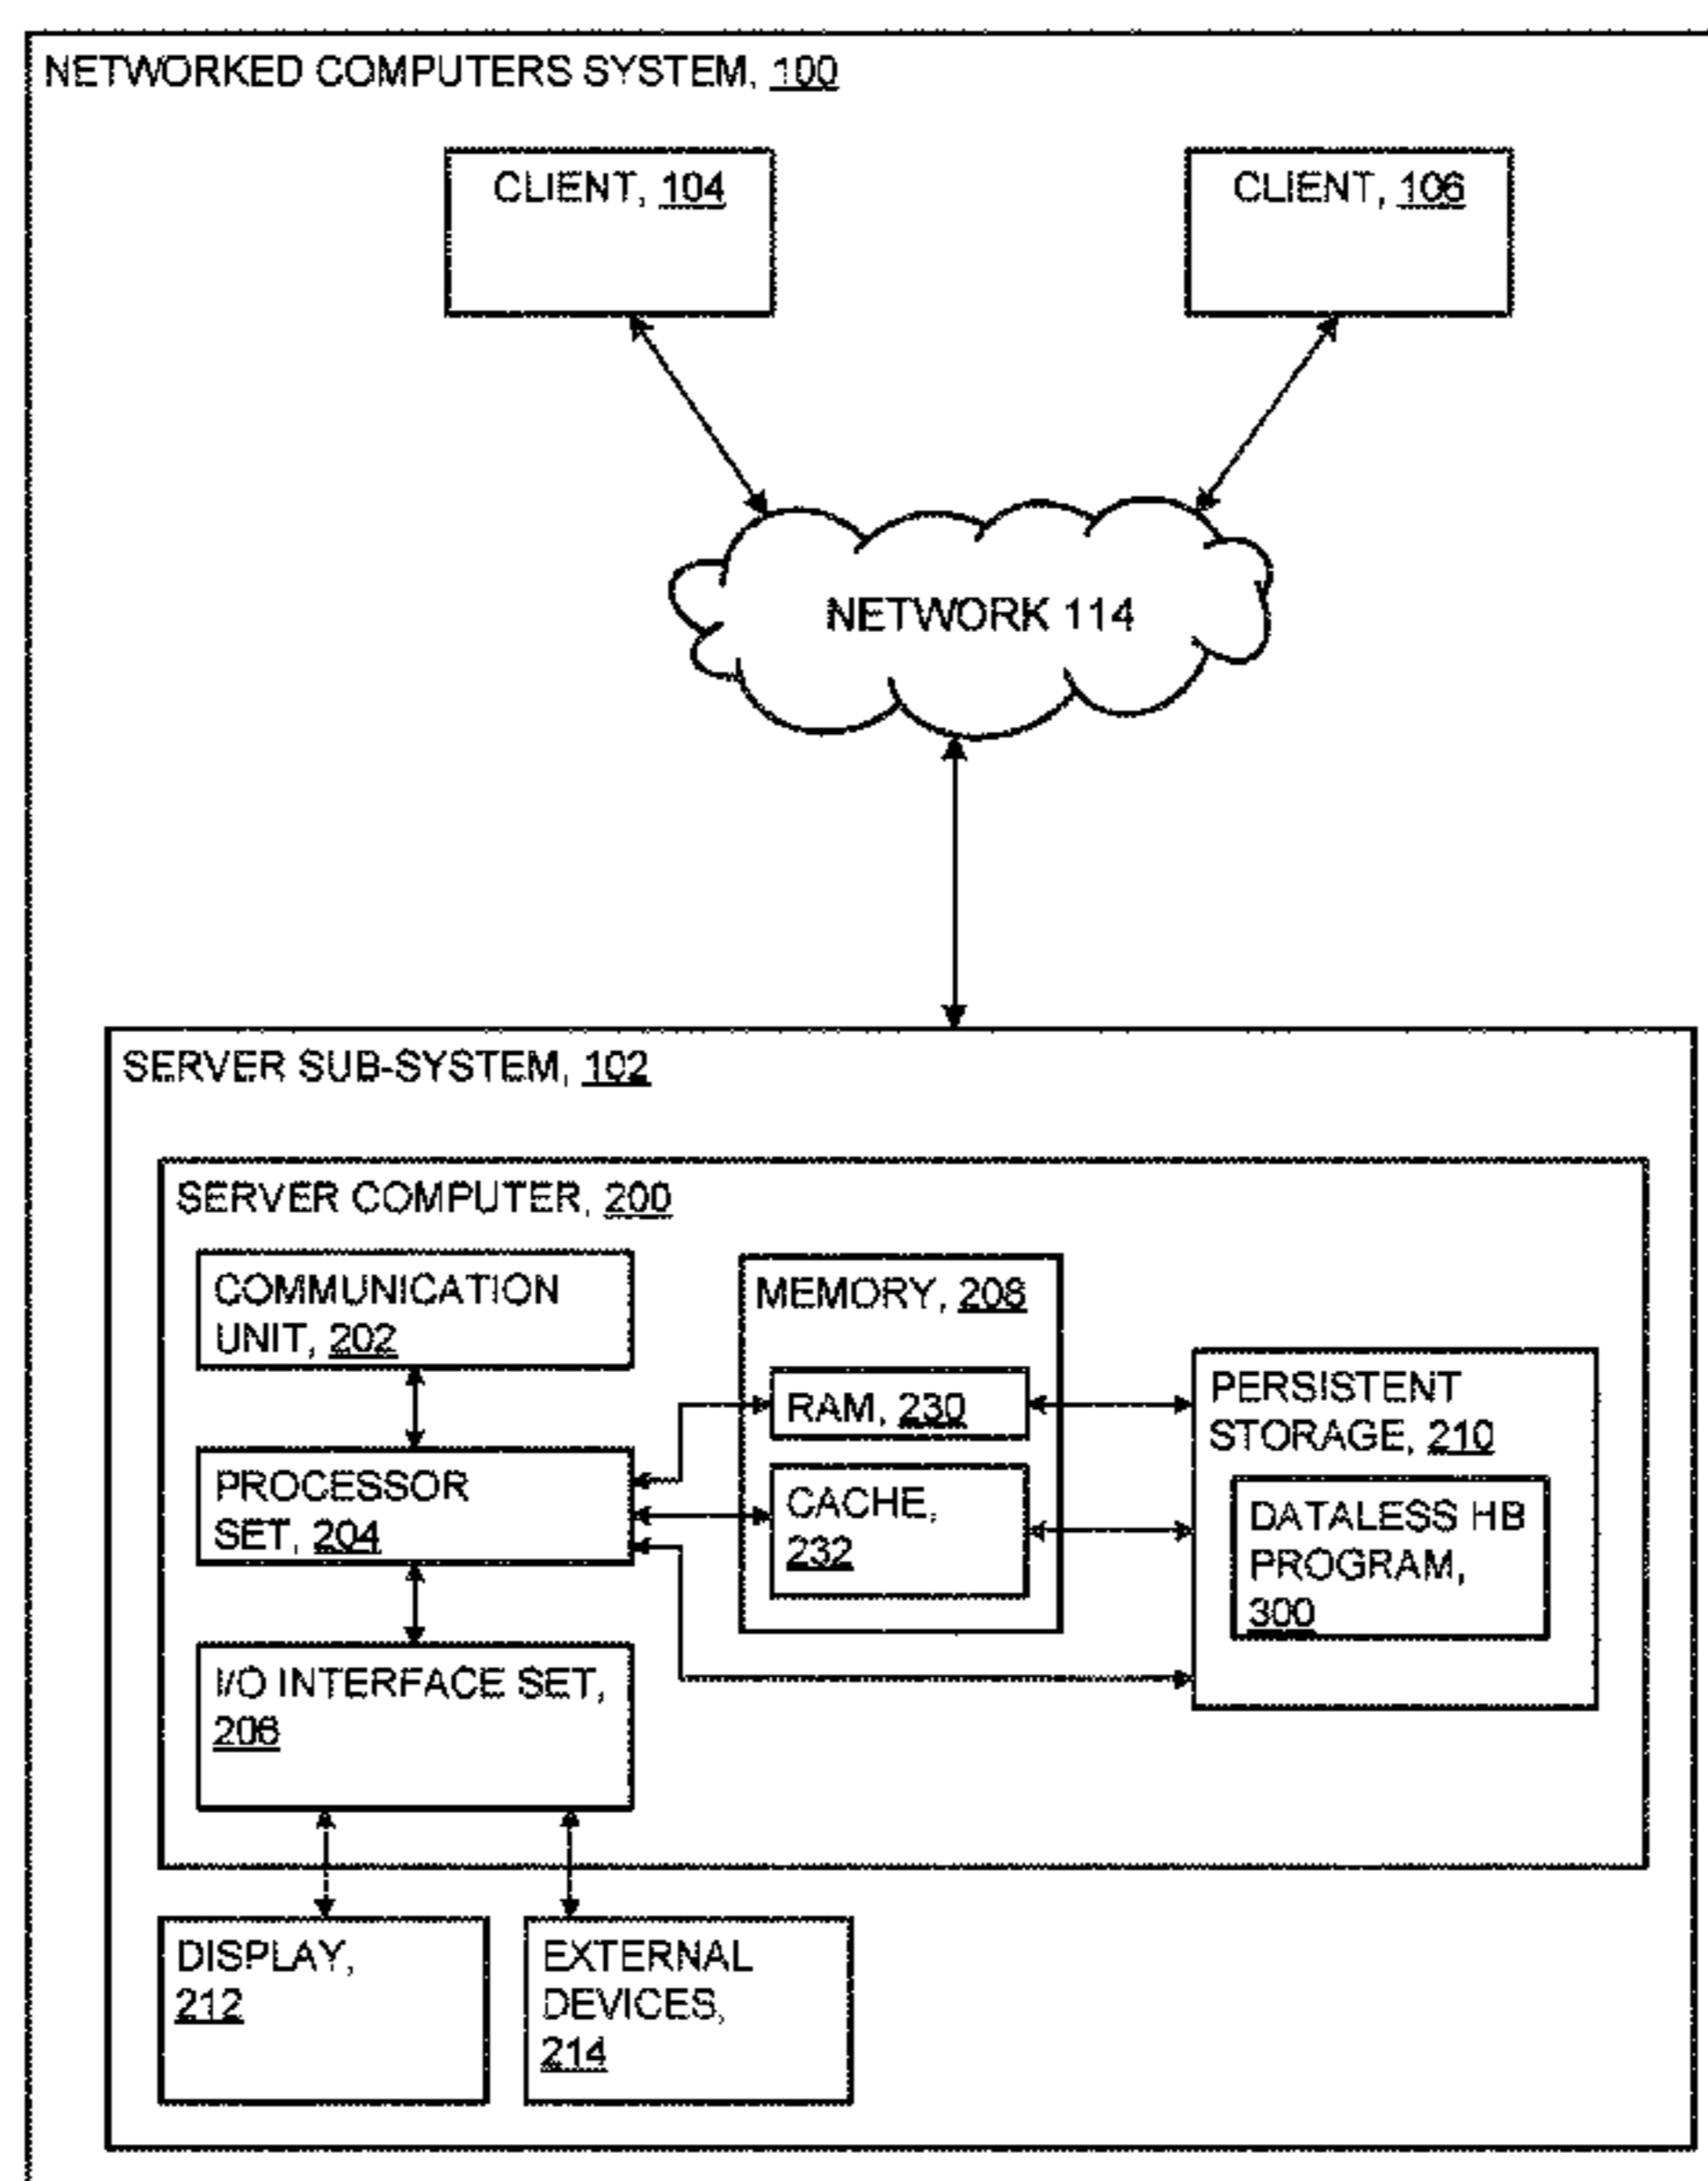 NETWORKED COMPUTERS SYSTEM, 100
CLIENT, 104
CLIENT, 106
NETWORK 114
SERVER SUB-SYSTEM, 102
SERVER COMPUTER, 200
COMMUNICATION
UNIT, 202
PROCESSOR
SET, 204
I/O INTERFACE SET,
206
MEMORY, 208
RAM, 230
CACHE,
232
PERSISTENT
STORAGE, 210
DATALESS HB
PROGRAM,
300
DISPLAY,
212
EXTERNAL
DEVICES,
214